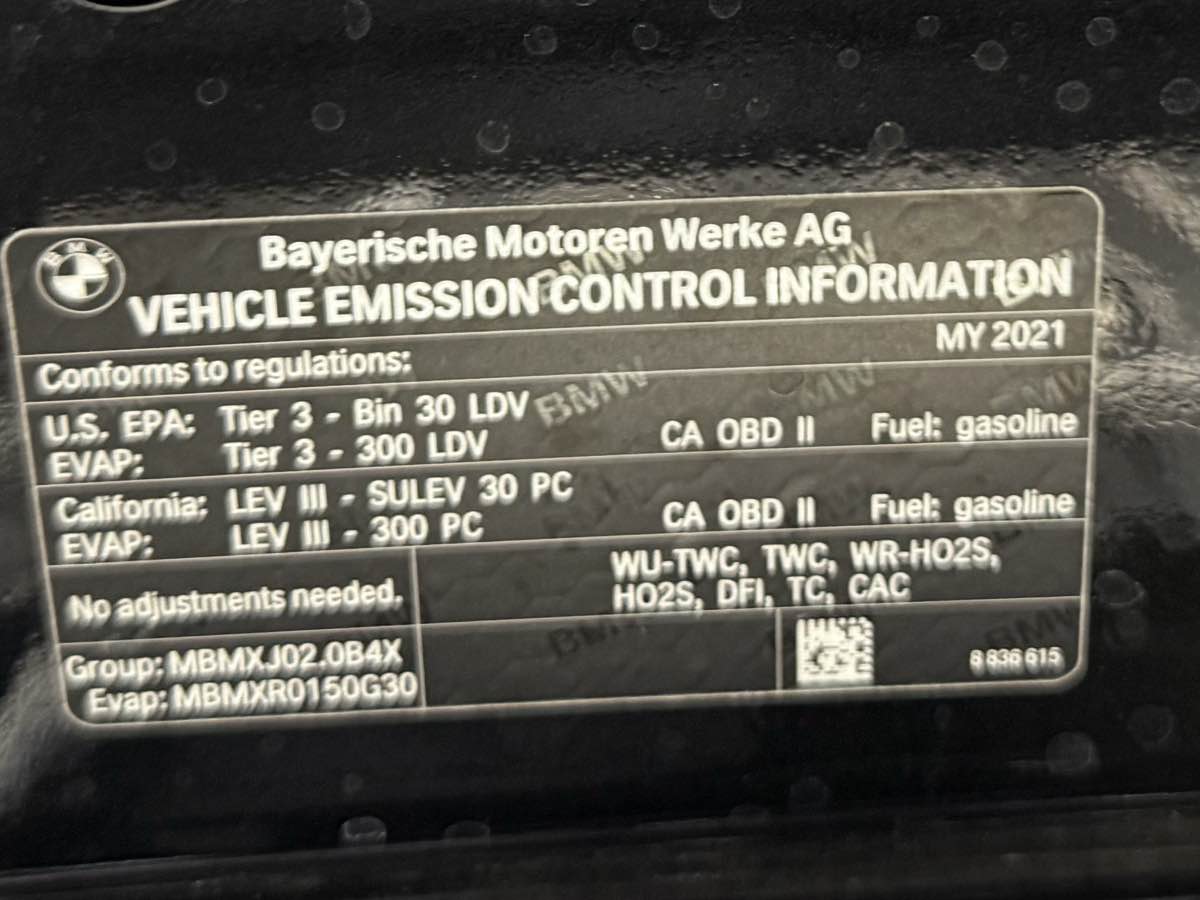 BMW
Bayerische Motoren Werke AG
VEHICLE EMISSION CONTROL INFORMATION
MY 2021
Conforms to regulations:
U.S. EPA: Tier 3 - Bin 30 LDV
EVAP: Tier 3 - 300 LDV CA OBD II Fuel: gasoline
California: LEV III - SULEV 30 PC
EVAP: LEV III - 300 PC CA OBD II Fuel: gasoline
No adjustments needed.
WU-TWC, TWC, WR-HO2S,
HO2S, DFI, TC, CAC
Group: MBMXJ02.0B4X
Evap: MBMXR0150G30
8 836 615